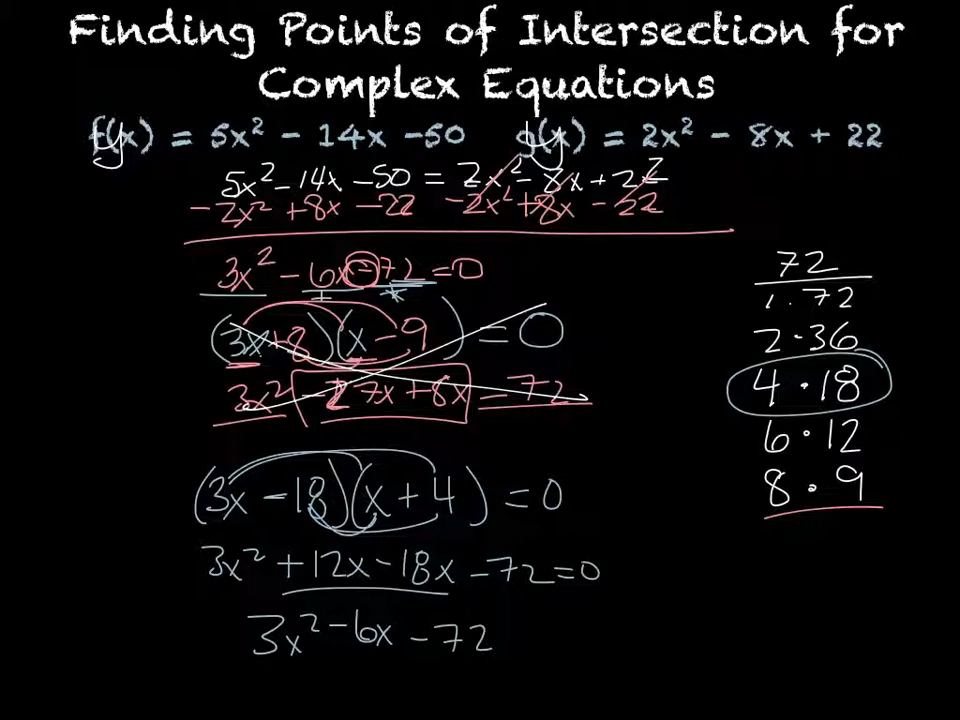 Finding Points of Intersection for
Complex Equations
f(x) = 5x² - 14x -50 g(x) = 2x² - 8x + 22
y y
5x² - 14x - 50 = 2x² - 8x + 22
- 2x² + 8x - 22 - 2x² + 8x - 22
3x² - 6x - 72 = 0
+ *
(3x + 8)(x - 9) = 0
3x² - 27x + 8x - 72
(3x - 18)(x + 4) = 0
3x² + 12x - 18x - 72 = 0
3x² - 6x - 72
72
1 · 72
2 · 36
4 · 18
6 · 12
8 · 9